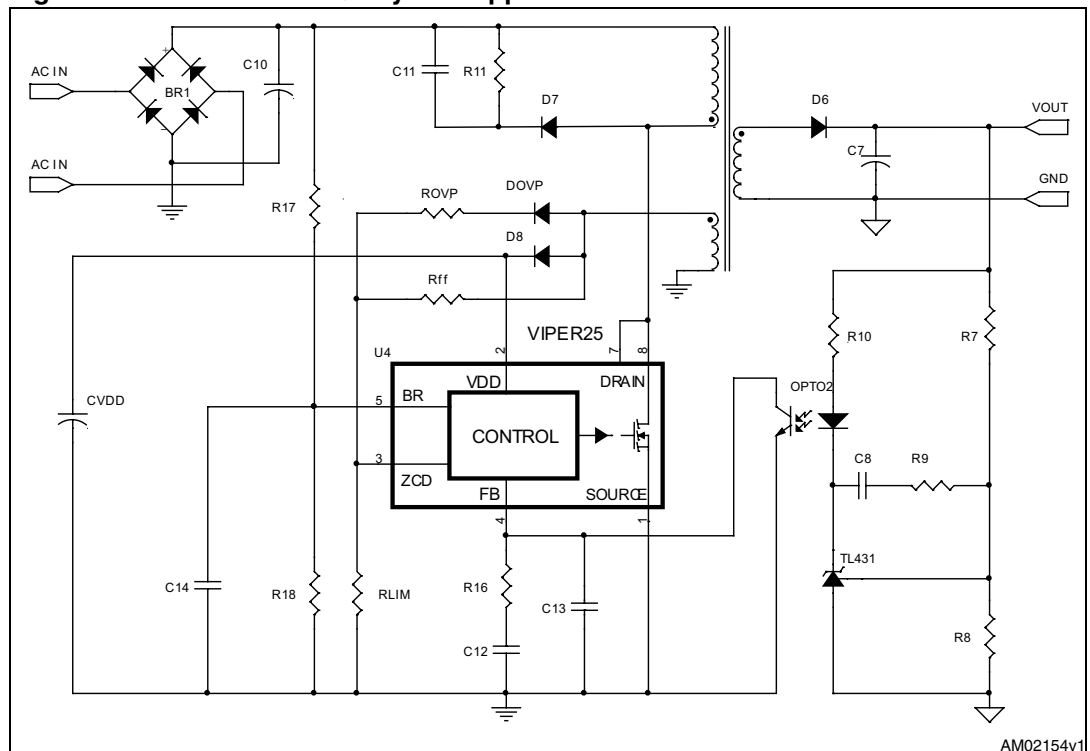 AC IN
BR1
C10
AC IN
R17
C11
R11
D7
D6
VOUT
C7
GND
ROVP
DOVP
D8
Rff
VIPER25
U4
2
7
8
VDD
DRAIN
5
BR
CONTROL
3
ZCD
FB
SOURCE
4
1
CVDD
R10
R7
OPTO2
C8
R9
TL431
C14
R18
RLIM
R16
C13
C12
R8
AM02154v1